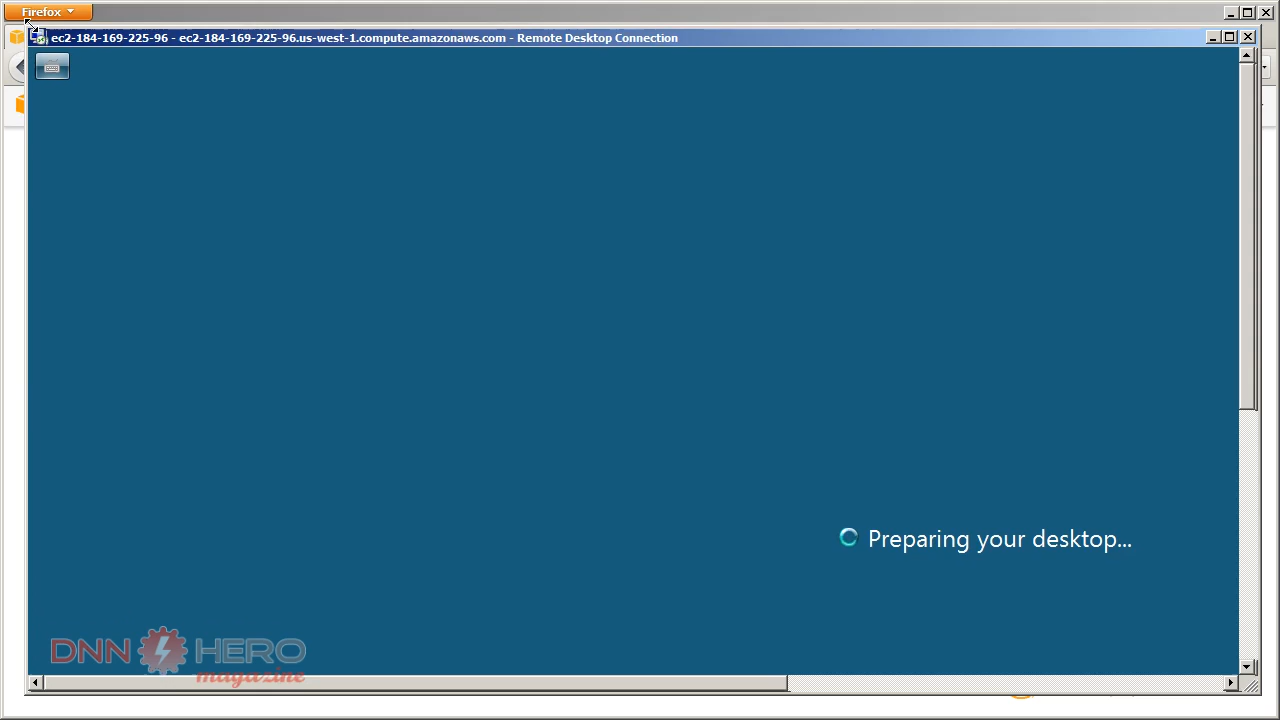 Firefox
ec2-184-169-225-96 - ec2-184-169-225-96.us-west-1.compute.amazonaws.com - Remote Desktop Connection
Preparing your desktop...
DNN HERO
magazine